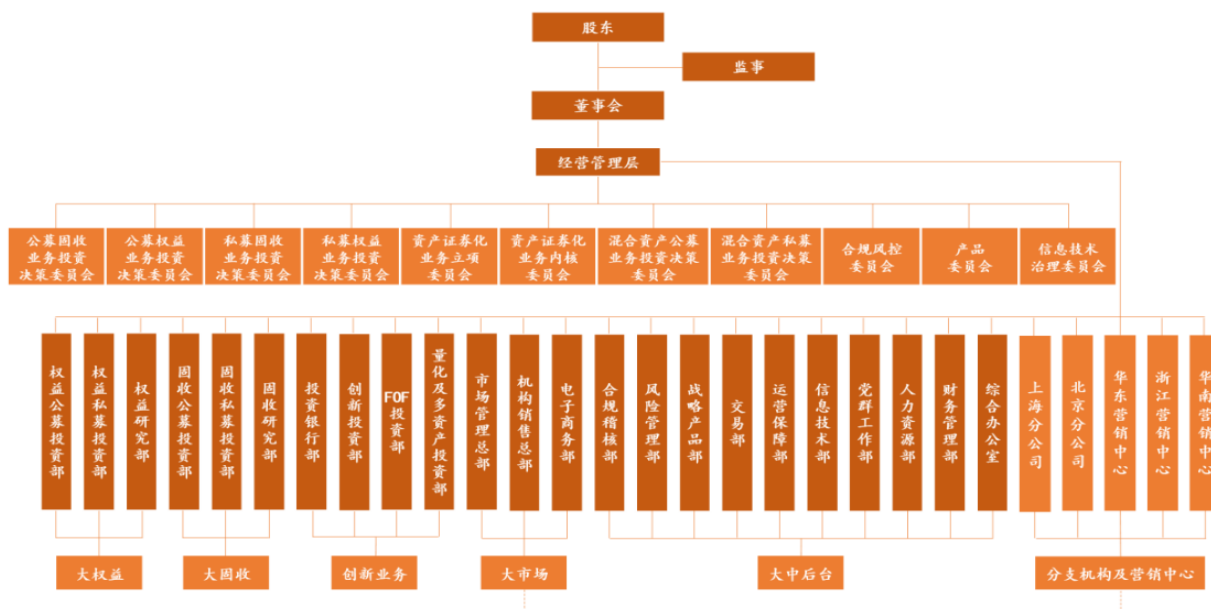 股东
监事
董事会
经营管理层
公募固收
业务投资
决策委员会
公募权益
业务投资
决策委员会
私募固收
业务投资
决策委员会
私募权益
业务投资
决策委员会
资产证券化
业务立项
委员会
资产证券化
业务内核
委员会
混合资产公募
业务投资决策
委员会
混合资产私募
业务投资决策
委员会
合规风控
委员会
产品
委员会
信息技术
治理委员会
权益公募投资部
权益私募投资部
权益研究部
固收公募投资部
固收私募投资部
固收研究部
投资银行部
创新投资部
FOF投资部
量化及多资产投资部
市场管理总部
机构销售总部
电子商务部
合规稽核部
风险管理部
战略产品部
交易部
运营保障部
信息技术部
党群工作部
人力资源部
财务管理部
综合办公室
上海分公司
北京分公司
华东营销中心
浙江营销中心
华南营销中心
大权益
大固收
创新业务
大市场
大中后台
分支机构及营销中心